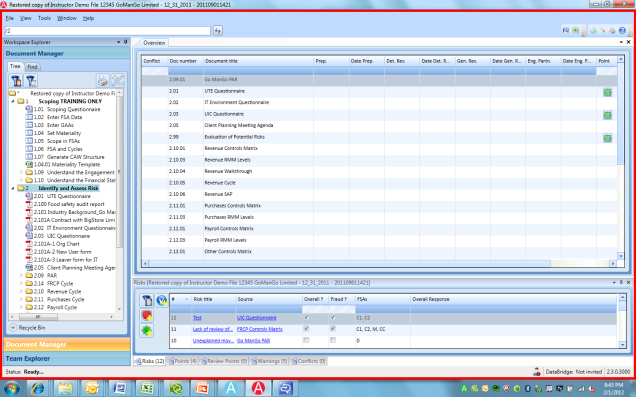 Restored copy of Instructor Demo File 12345 GoManGo Limited - 12_31_2011 - 201109011421
File View Tools Window Help
Workspace Explorer
Document Manager
Tree Find
Restored copy of Instructor Demo Fi
1 Scoping TRAINING ONLY
1.01 Scoping Questionnaire
1.02 Enter FSA Data
1.03 Enter GAAs
1.04 Set Materiality
1.05 Scope in FSAs
1.06 FSA and Cycles
1.07 Generate CAW Structure
1.04.01 Materiality Template
1.09 Understand the Engagement
1.10 Understand the Financial Stat
2 Identify and Assess Risk
2.01 UTE Questionnaire
2.100 Food safety audit report
2.101 Industry Background_Go Mar
2.101A Contract with BigStore Limi
2.02 IT Environment Questionnaire
2.03 UIC Questionnaire
2.101A-1 Org Chart
2.101A-2 New User form
2.101A-3 Leaver form for IT
2.05 Client Planning Meeting Agen
2.09 PAR
2.14 FRCP Cycle
2.10 Revenue Cycle
2.11 Purchases Cycle
2.12 Payroll Cycle
Recycle Bin
Document Manager
Team Explorer
Status: Ready...
Overview
Conflict Doc number Document title Prep. Date Prep. Det. Rev. Date Det. R... Gen. Rev. Date Gen. R... Eng. Partn. Date Eng. P... Point
2.09.01 Go ManGo PAR
2.01 UTE Questionnaire
2.02 IT Environment Questionnaire
2.03 UIC Questionnaire
2.05 Client Planning Meeting Agenda
2.99 Evaluation of Potential Risks
2.10.01 Revenue Controls Matrix
2.10.03 Revenue RMM Levels
2.10.04 Revenue Walkthrough
2.10.05 Revenue Cycle
2.10.06 Revenue SAP
2.11.01 Purchases Controls Matrix
2.11.03 Purchases RMM Levels
2.12.01 Payroll Controls Matrix
2.12.03 Payroll RMM Levels
2.13.01 Other Controls Matrix
Risks [Restored copy of Instructor Demo File 12345 GoManGo Limited - 12_31_2011 - 201109011421]
# Risk title Source Overall ? Fraud ? FSAs Overall Response
12 Test UIC Questionnaire C1, CC
11 Lack of review of... FRCP Controls Matrix C1, C2, M, CC
10 Unexplained mov... Go ManGo PAR O
Risks (12) Points (4) Review Points (0) Warnings (5) Conflicts (0)
DataBridge: Not invited 2.3.0.3000
8:43 PM
2/1/2012